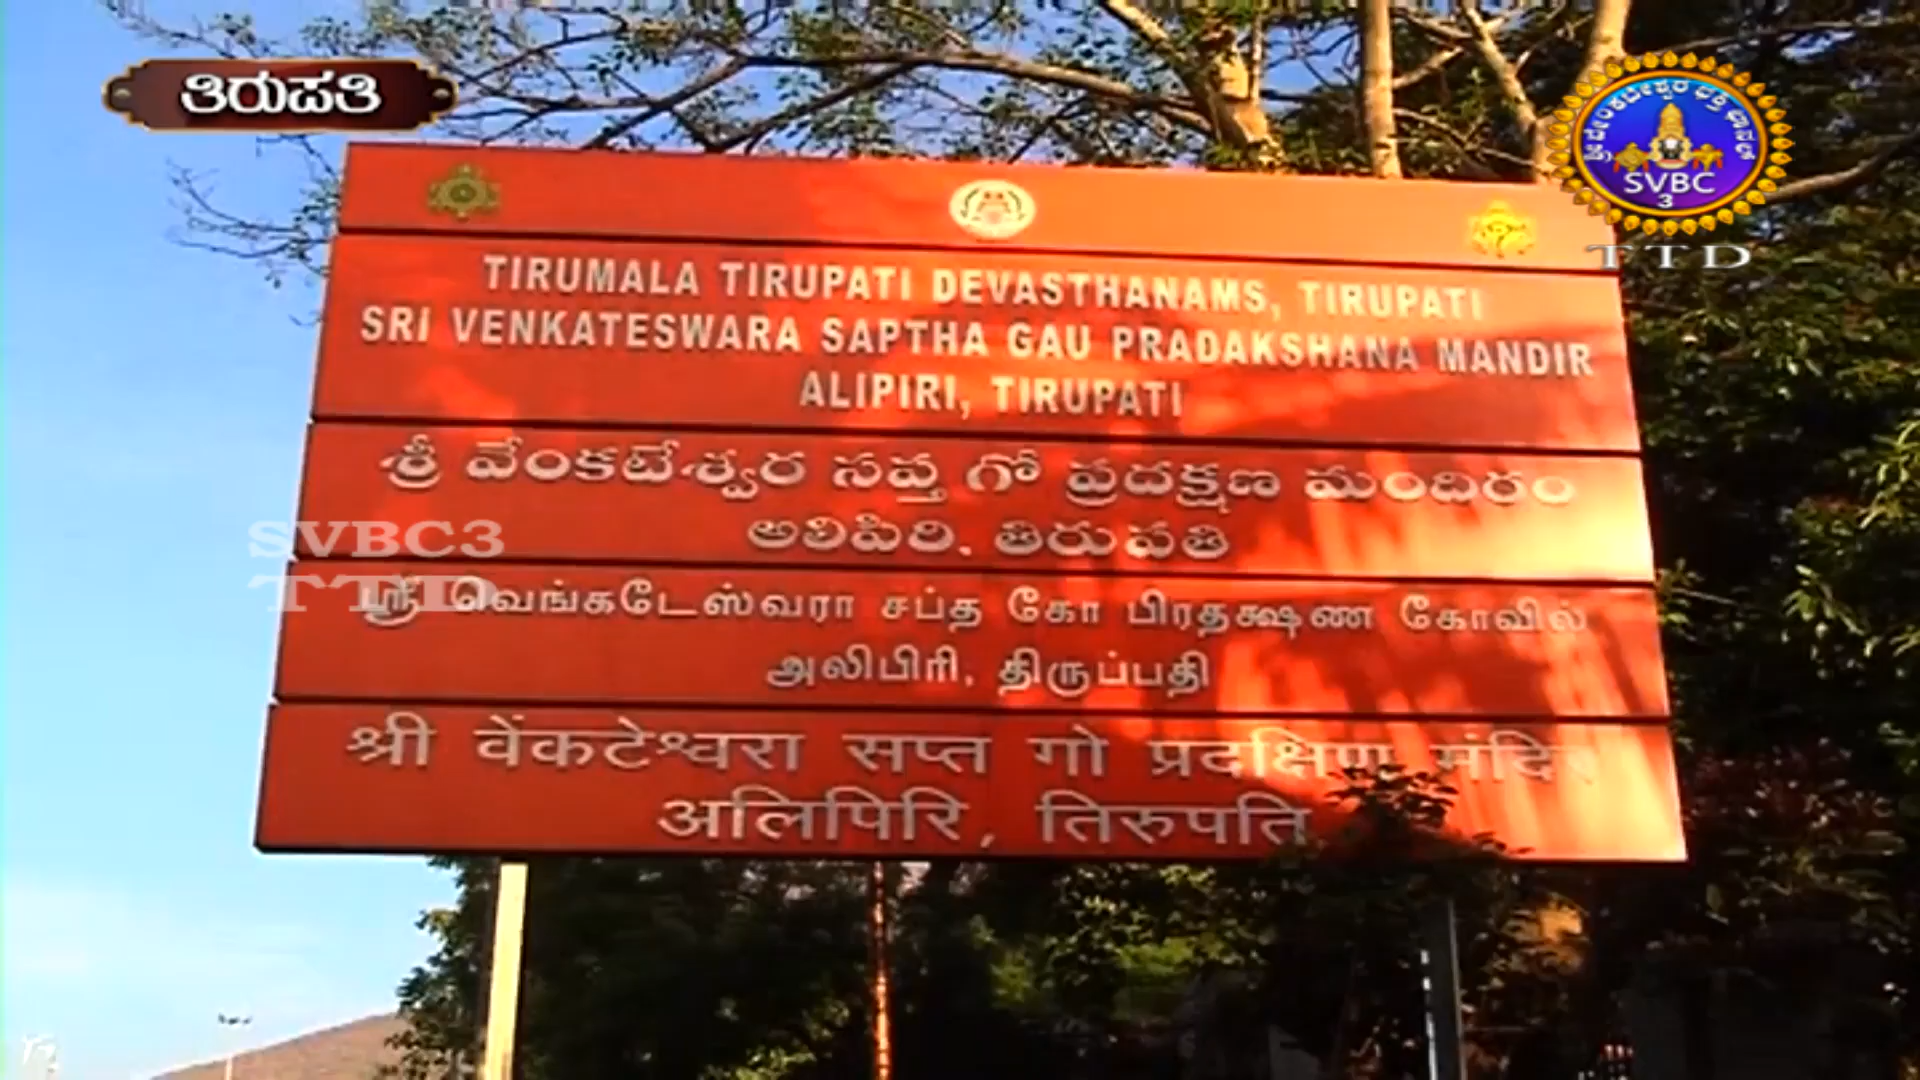 ತಿರುಪತಿ
SVBC
3
TTD
TIRUMALA TIRUPATI DEVASTHANAMS, TIRUPATI
SRI VENKATESWARA SAPTHA GAU PRADAKSHANA MANDIR
ALIPIRI, TIRUPATI
శ్రీ వేంకటేశ్వర సప్త గో ప్రదక్షణ మందిరం
అలిపిరి. తిరుపతి
SVBC3
TTD
ஸ்ரீ வெங்கடேஸ்வரா சப்த கோ பிரதக்ஷண கோவில்
அலிபிரி, திருப்பதி
श्री वेंकटेश्वरा सप्त गो प्रदक्षिण मंदिर
अलिपिरि, तिरुपति